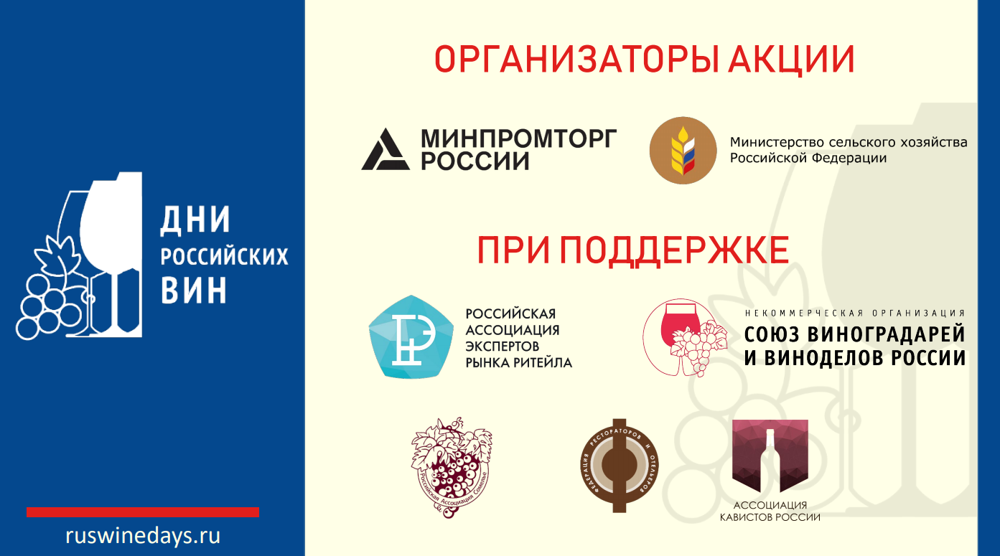 ДНИ
РОССИЙСКИХ
ВИН
ruswinedays.ru
ОРГАНИЗАТОРЫ АКЦИИ
МИНПРОМТОРГ
РОССИИ
Министерство сельского хозяйства
Российской Федерации
ПРИ ПОДДЕРЖКЕ
РОССИЙСКАЯ
АССОЦИАЦИЯ
ЭКСПЕРТОВ
РЫНКА РИТЕЙЛА
НЕКОММЕРЧЕСКАЯ ОРГАНИЗАЦИЯ
СОЮЗ ВИНОГРАДАРЕЙ
И ВИНОДЕЛОВ РОССИИ
Российская Ассоциация Сомелье
ФЕДЕРАЦИЯ РЕСТОРАТОРОВ И ОТЕЛЬЕРОВ
АССОЦИАЦИЯ
КАВИСТОВ РОССИИ